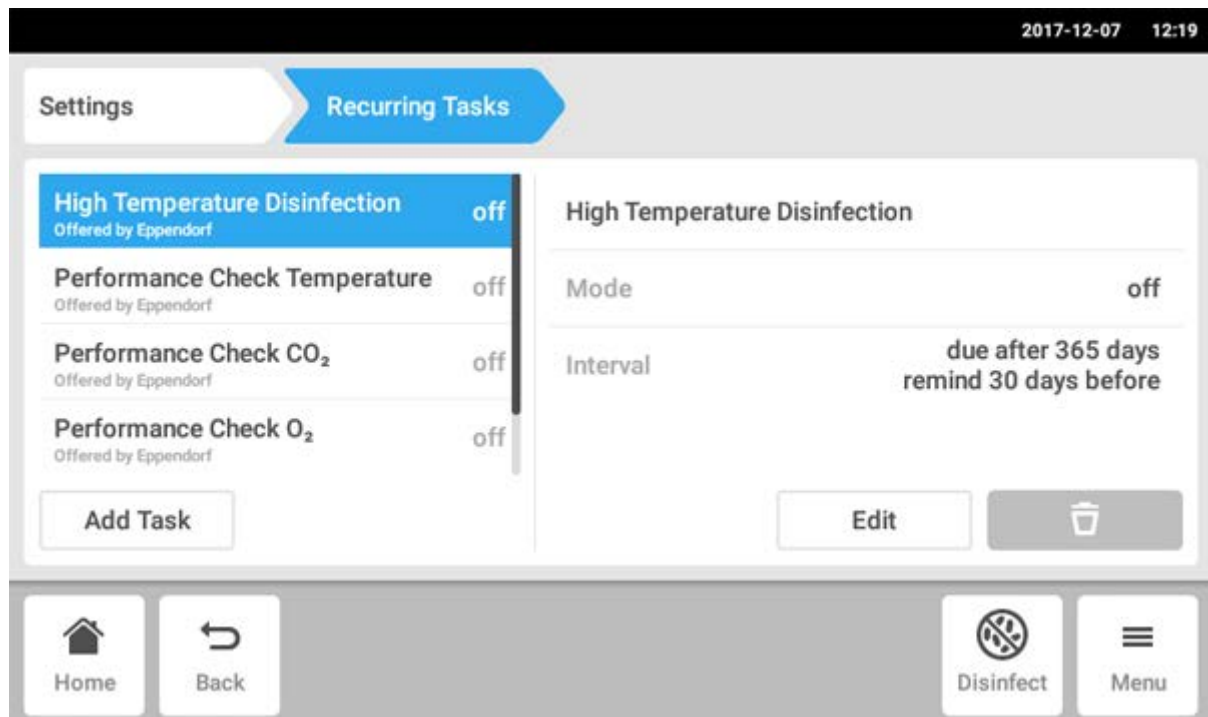 2017-12-07 12:19
Settings
Recurring Tasks
High Temperature Disinfection off
Offered by Eppendorf
Performance Check Temperature off
Offered by Eppendorf
Performance Check CO₂ off
Offered by Eppendorf
Performance Check O₂ off
Offered by Eppendorf
Add Task
High Temperature Disinfection
Mode off
Interval due after 365 days
remind 30 days before
Edit
Home
Back
Disinfect
Menu